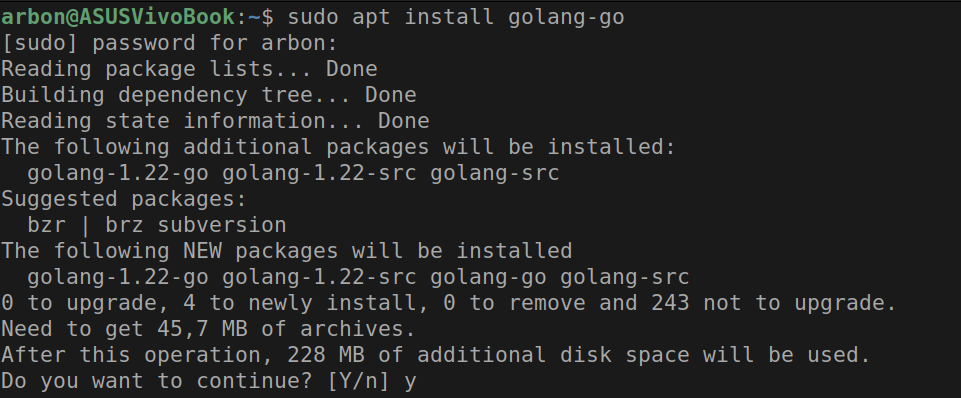 arbon@ASUSVivoBook:~$ sudo apt install golang-go
[sudo] password for arbon:
Reading package lists... Done
Building dependency tree... Done
Reading state information... Done
The following additional packages will be installed:
  golang-1.22-go golang-1.22-src golang-src
Suggested packages:
  bzr | brz subversion
The following NEW packages will be installed
  golang-1.22-go golang-1.22-src golang-go golang-src
0 to upgrade, 4 to newly install, 0 to remove and 243 not to upgrade.
Need to get 45,7 MB of archives.
After this operation, 228 MB of additional disk space will be used.
Do you want to continue? [Y/n] y